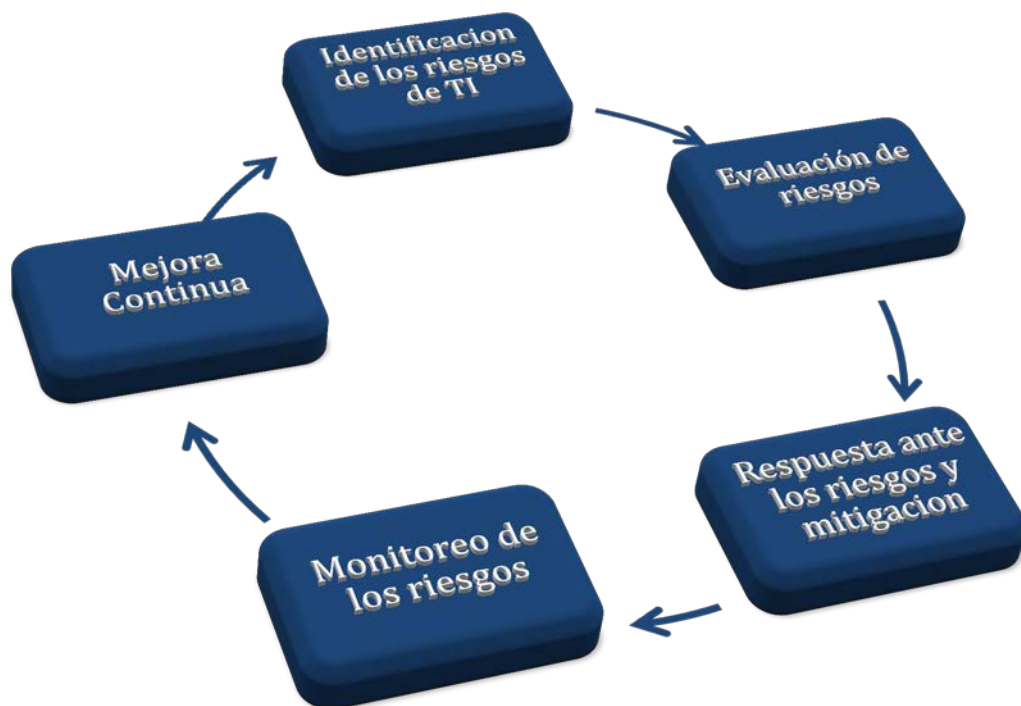 Identificacion
de los riesgos
de TI
Evaluación de
riesgos
Respuesta ante
los riesgos y
mitigacion
Monitoreo de
los riesgos
Mejora
Continua